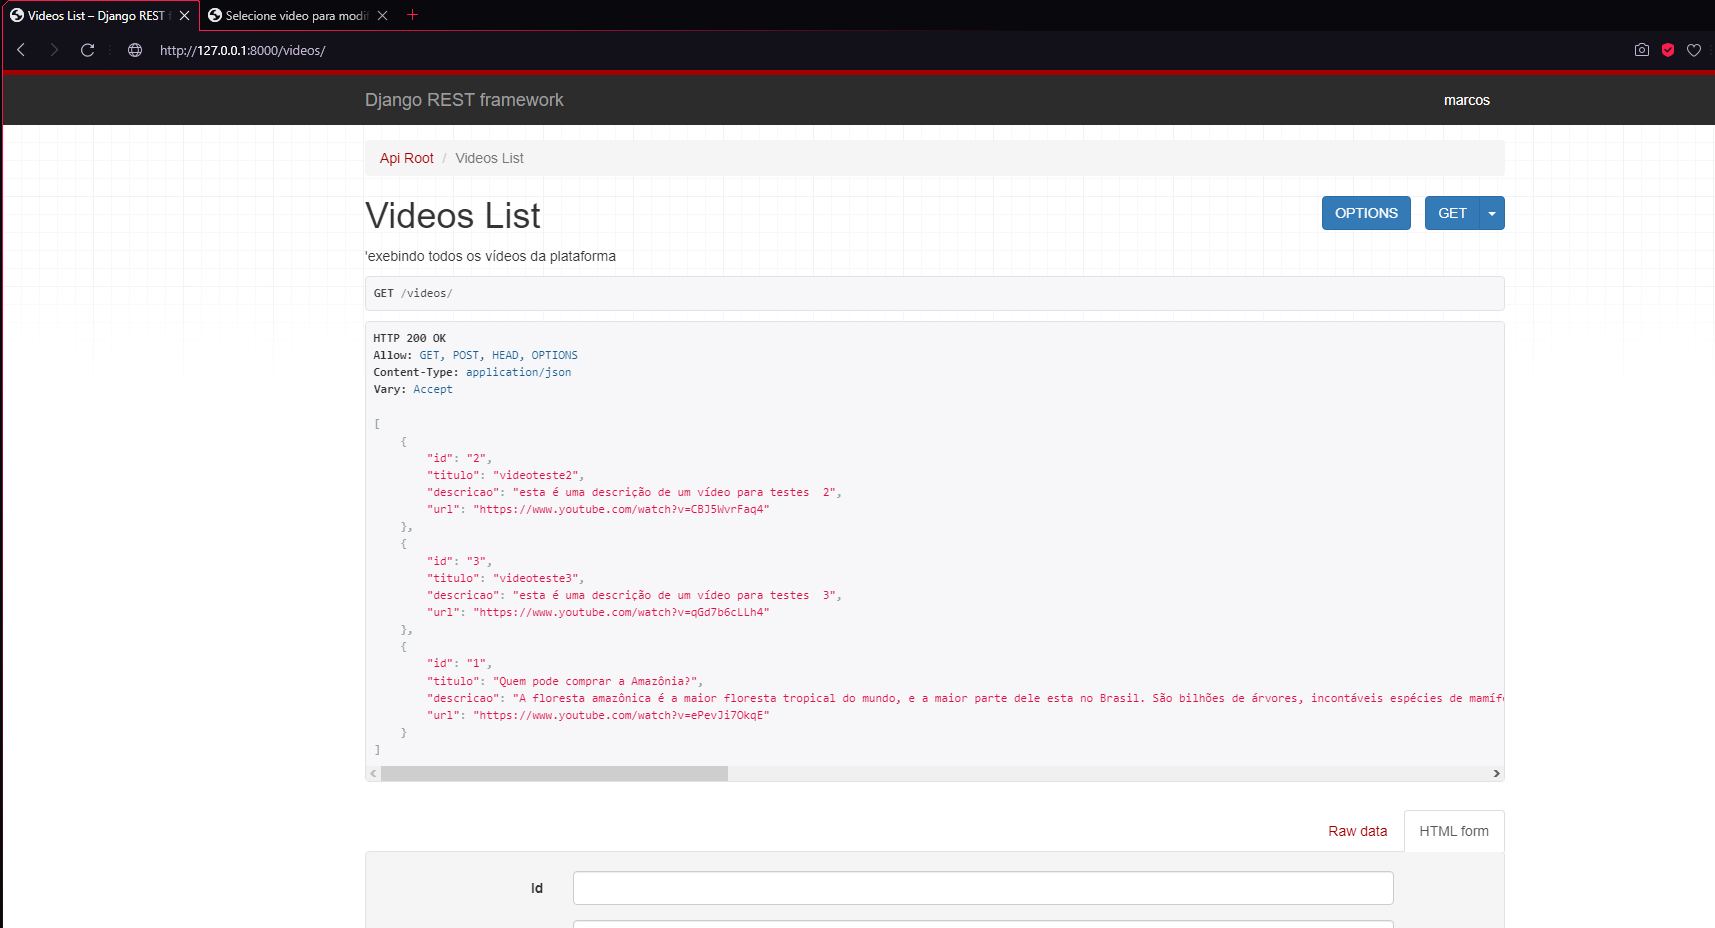 Videos List – Django REST f
Selecione video para modif
http://127.0.0.1:8000/videos/
Django REST framework
marcos
Api Root / Videos List
Videos List
OPTIONS
GET
'exebindo todos os vídeos da plataforma
GET /videos/
HTTP 200 OK
Allow: GET, POST, HEAD, OPTIONS
Content-Type: application/json
Vary: Accept
[
{
"id": "2",
"titulo": "videoteste2",
"descricao": "esta é uma descrição de um vídeo para testes  2",
"url": "https://www.youtube.com/watch?v=CBJ5WvrFaq4"
},
{
"id": "3",
"titulo": "videoteste3",
"descricao": "esta é uma descrição de um vídeo para testes  3",
"url": "https://www.youtube.com/watch?v=qGd7b6cLLh4"
},
{
"id": "1",
"titulo": "Quem pode comprar a Amazônia?",
"descricao": "A floresta amazônica é a maior floresta tropical do mundo, e a maior parte dele esta no Brasil. São bilhões de árvores, incontáveis espécies de mamífe
"url": "https://www.youtube.com/watch?v=ePevJi7OkqE"
}
]
Raw data
HTML form
Id